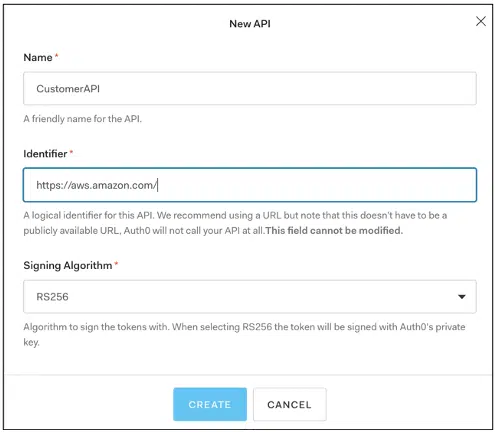 New API
Name *
CustomerAPI
A friendly name for the API.
Identifier *
https://aws.amazon.com/
A logical identifier for this API. We recommend using a URL but note that this doesn't have to be a
publicly available URL, Auth0 will not call your API at all.This field cannot be modified.
Signing Algorithm *
RS256
Algorithm to sign the tokens with. When selecting RS256 the token will be signed with Auth0's private
key.
CREATE
CANCEL